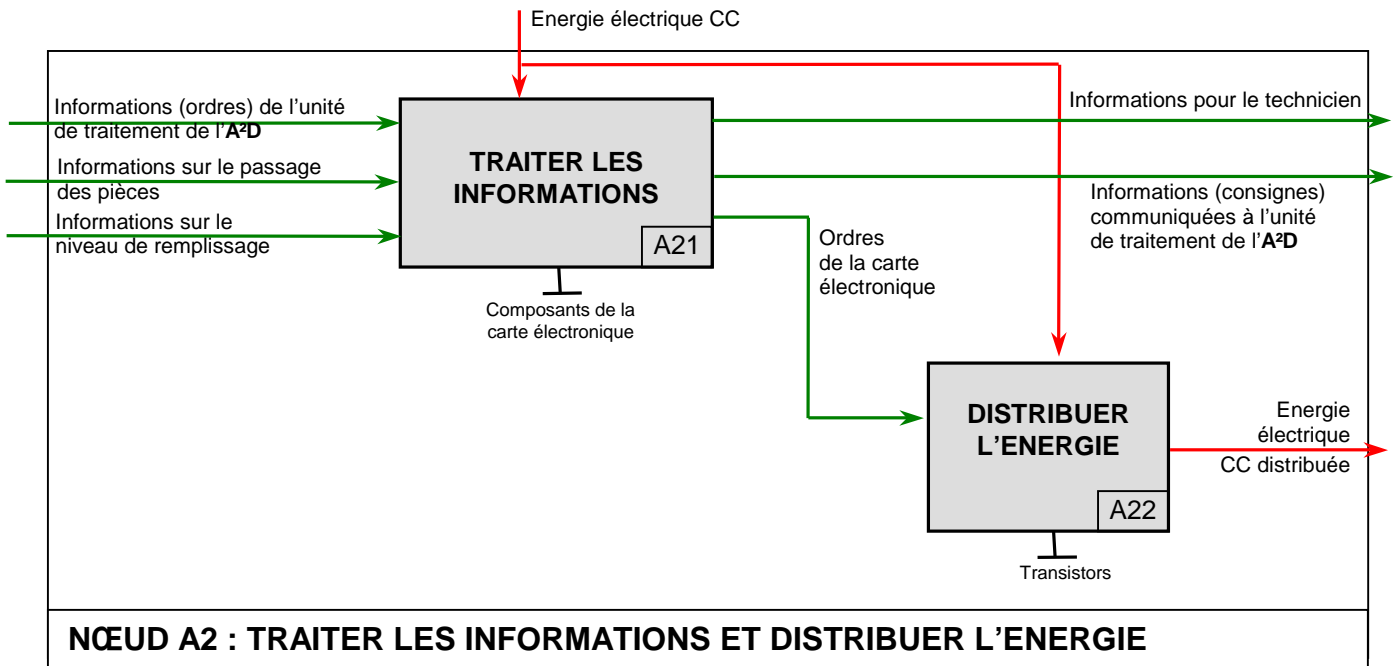 Energie électrique CC
Informations (ordres) de l'unité
de traitement de l'A²D
Informations sur le passage
des pièces
Informations sur le
niveau de remplissage
TRAITER LES
INFORMATIONS
A21
Composants de la
carte électronique
Informations pour le technicien
Informations (consignes)
communiquées à l'unité
de traitement de l'A²D
Ordres
de la carte
électronique
DISTRIBUER
L'ENERGIE
A22
Transistors
Energie
électrique
CC distribuée
NŒUD A2 : TRAITER LES INFORMATIONS ET DISTRIBUER L'ENERGIE